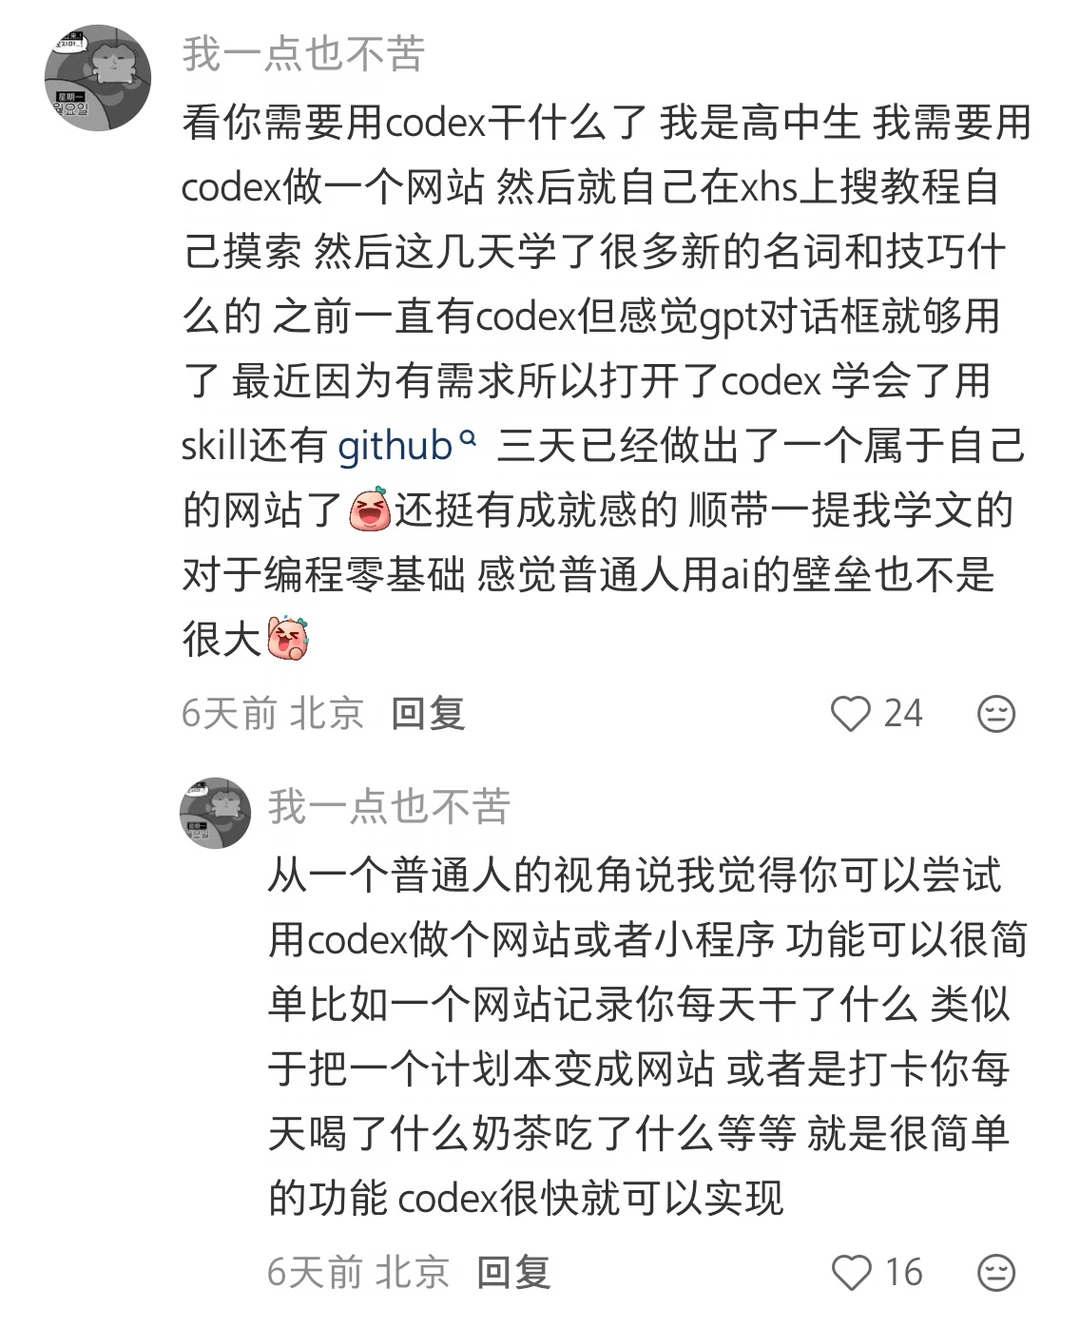 我一点也不苦
看你需要用codex干什么了 我是高中生 我需要用
codex做一个网站 然后就自己在xhs上搜教程自
己摸索 然后这几天学了很多新的名词和技巧什
么的 之前一直有codex但感觉gpt对话框就够用
了 最近因为有需求所以打开了codex 学会了用
skill还有 github 三天已经做出了一个属于自己
的网站了还挺有成就感的 顺带一提我学文的
对于编程零基础 感觉普通人用ai的壁垒也不是
很大
6天前 北京 回复 24
我一点也不苦
从一个普通人的视角说我觉得你可以尝试
用codex做个网站或者小程序 功能可以很简
单比如一个网站记录你每天干了什么 类似
于把一个计划本变成网站 或者是打卡你每
天喝了什么奶茶吃了什么等等 就是很简单
的功能 codex很快就可以实现
6天前 北京 回复 16